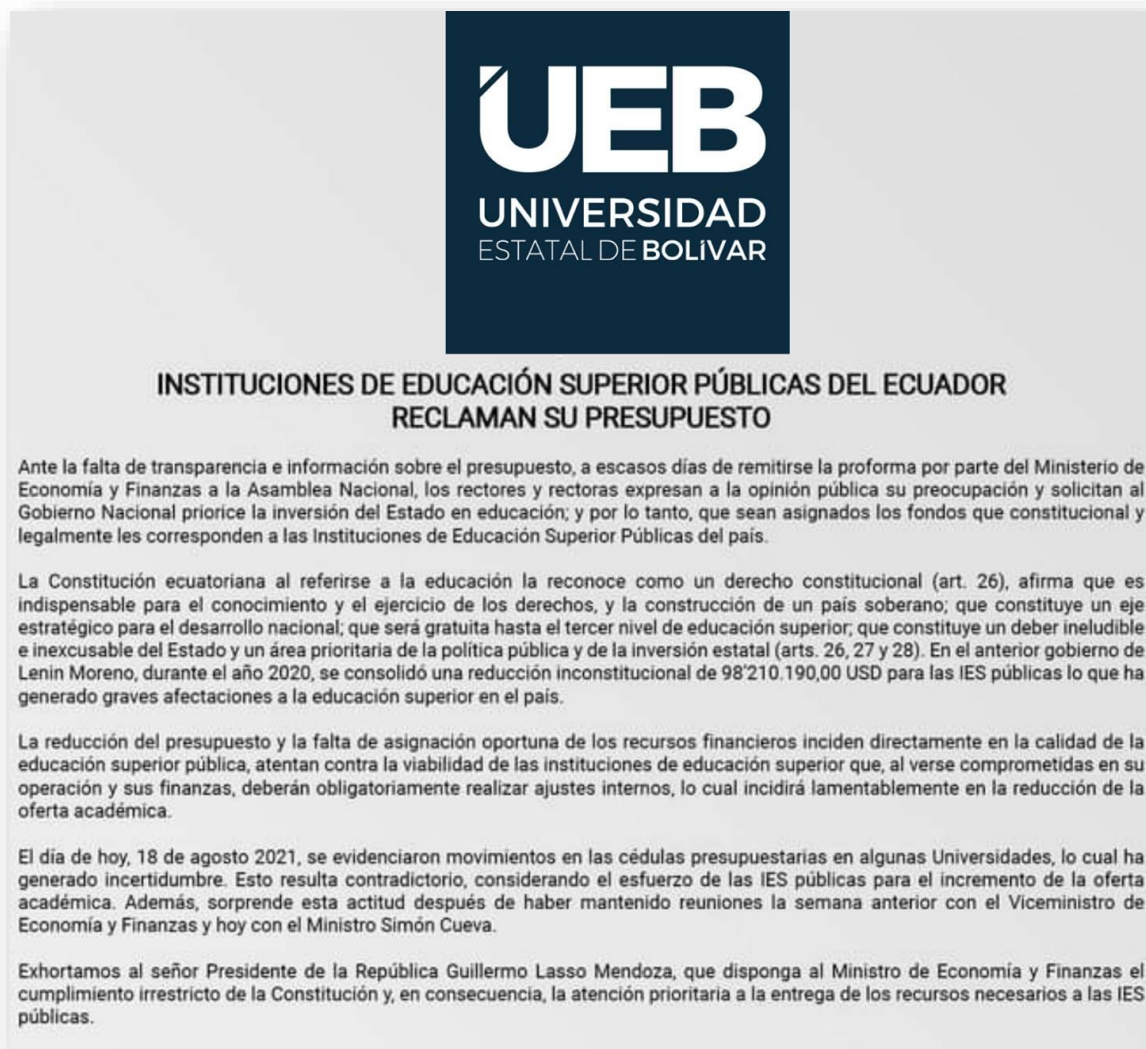 UEB
UNIVERSIDAD
ESTATAL DE BOLÍVAR
INSTITUCIONES DE EDUCACIÓN SUPERIOR PÚBLICAS DEL ECUADOR
RECLAMAN SU PRESUPUESTO
Ante la falta de transparencia e información sobre el presupuesto, a escasos días de remitirse la proforma por parte del Ministerio de
Economía y Finanzas a la Asamblea Nacional, los rectores y rectoras expresan a la opinión pública su preocupación y solicitan al
Gobierno Nacional priorice la inversión del Estado en educación; y por lo tanto, que sean asignados los fondos que constitucional y
legalmente les corresponden a las Instituciones de Educación Superior Públicas del país.
La Constitución ecuatoriana al referirse a la educación la reconoce como un derecho constitucional (art. 26), afirma que es
indispensable para el conocimiento y el ejercicio de los derechos, y la construcción de un país soberano; que constituye un eje
estratégico para el desarrollo nacional; que será gratuita hasta el tercer nivel de educación superior; que constituye un deber ineludible
e inexcusable del Estado y un área prioritaria de la política pública y de la inversión estatal (arts. 26, 27 y 28). En el anterior gobierno de
Lenin Moreno, durante el año 2020, se consolidó una reducción inconstitucional de 98'210.190,00 USD para las IES públicas lo que ha
generado graves afectaciones a la educación superior en el país.
La reducción del presupuesto y la falta de asignación oportuna de los recursos financieros inciden directamente en la calidad de la
educación superior pública, atentan contra la viabilidad de las instituciones de educación superior que, al verse comprometidas en su
operación y sus finanzas, deberán obligatoriamente realizar ajustes internos, lo cual incidirá lamentablemente en la reducción de la
oferta académica.
El día de hoy, 18 de agosto 2021, se evidenciaron movimientos en las cédulas presupuestarias en algunas Universidades, lo cual ha
generado incertidumbre. Esto resulta contradictorio, considerando el esfuerzo de las IES públicas para el incremento de la oferta
académica. Además, sorprende esta actitud después de haber mantenido reuniones la semana anterior con el Viceministro de
Economía y Finanzas y hoy con el Ministro Simón Cueva.
Exhortamos al señor Presidente de la República Guillermo Lasso Mendoza, que disponga al Ministro de Economía y Finanzas el
cumplimiento irrestricto de la Constitución y, en consecuencia, la atención prioritaria a la entrega de los recursos necesarios a las IES
públicas.